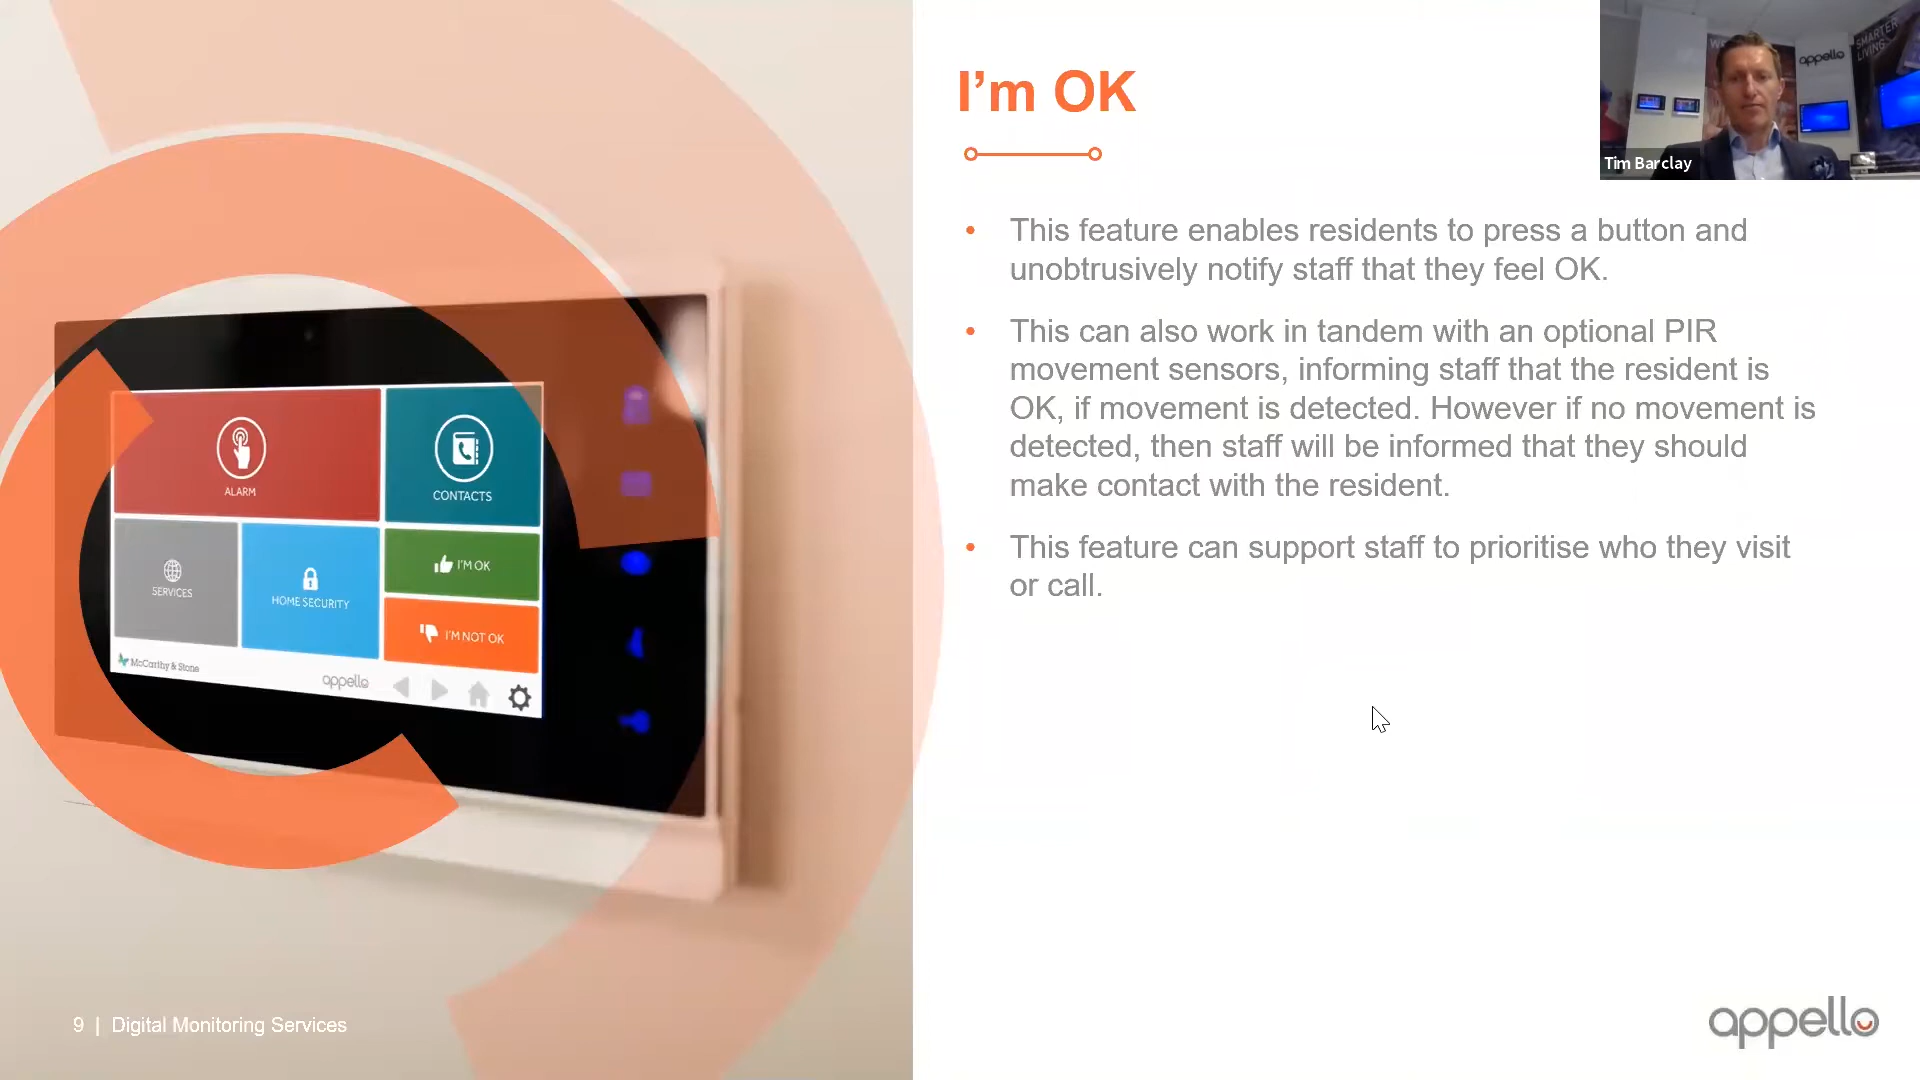 I'm OK
This feature enables residents to press a button and
unobtrusively notify staff that they feel OK.
This can also work in tandem with an optional PIR
movement sensors, informing staff that the resident is
OK, if movement is detected. However if no movement is
detected, then staff will be informed that they should
make contact with the resident.
This feature can support staff to prioritise who they visit
or call.
ALARM
CONTACTS
SERVICES
HOME SECURITY
I'M OK
I'M NOT OK
McCarthy & Stone
appello
9 | Digital Monitoring Services
appello
Tim Barclay
appello
SMARTER
LIVING